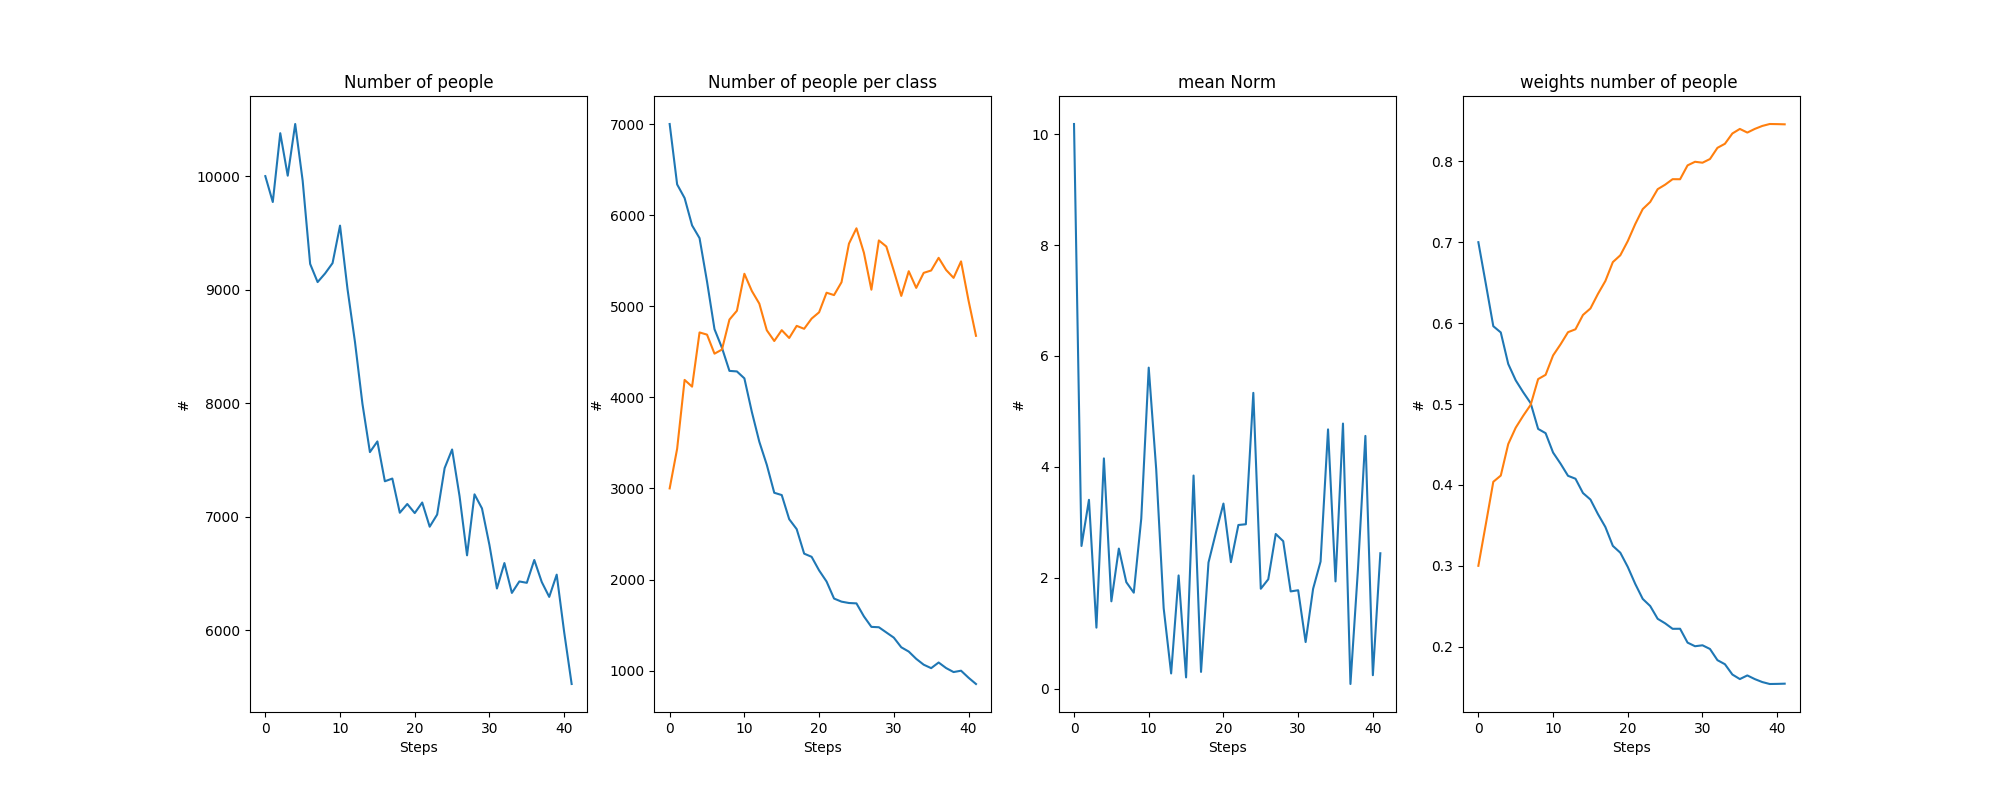 Number of people
10000
9000
8000
7000
6000
#
0 10 20 30 40
Steps
Number of people per class
7000
6000
5000
4000
3000
2000
1000
#
0 10 20 30 40
Steps
mean Norm
10
8
6
4
2
0
#
0 10 20 30 40
Steps
weights number of people
0.8
0.7
0.6
0.5
0.4
0.3
0.2
#
0 10 20 30 40
Steps